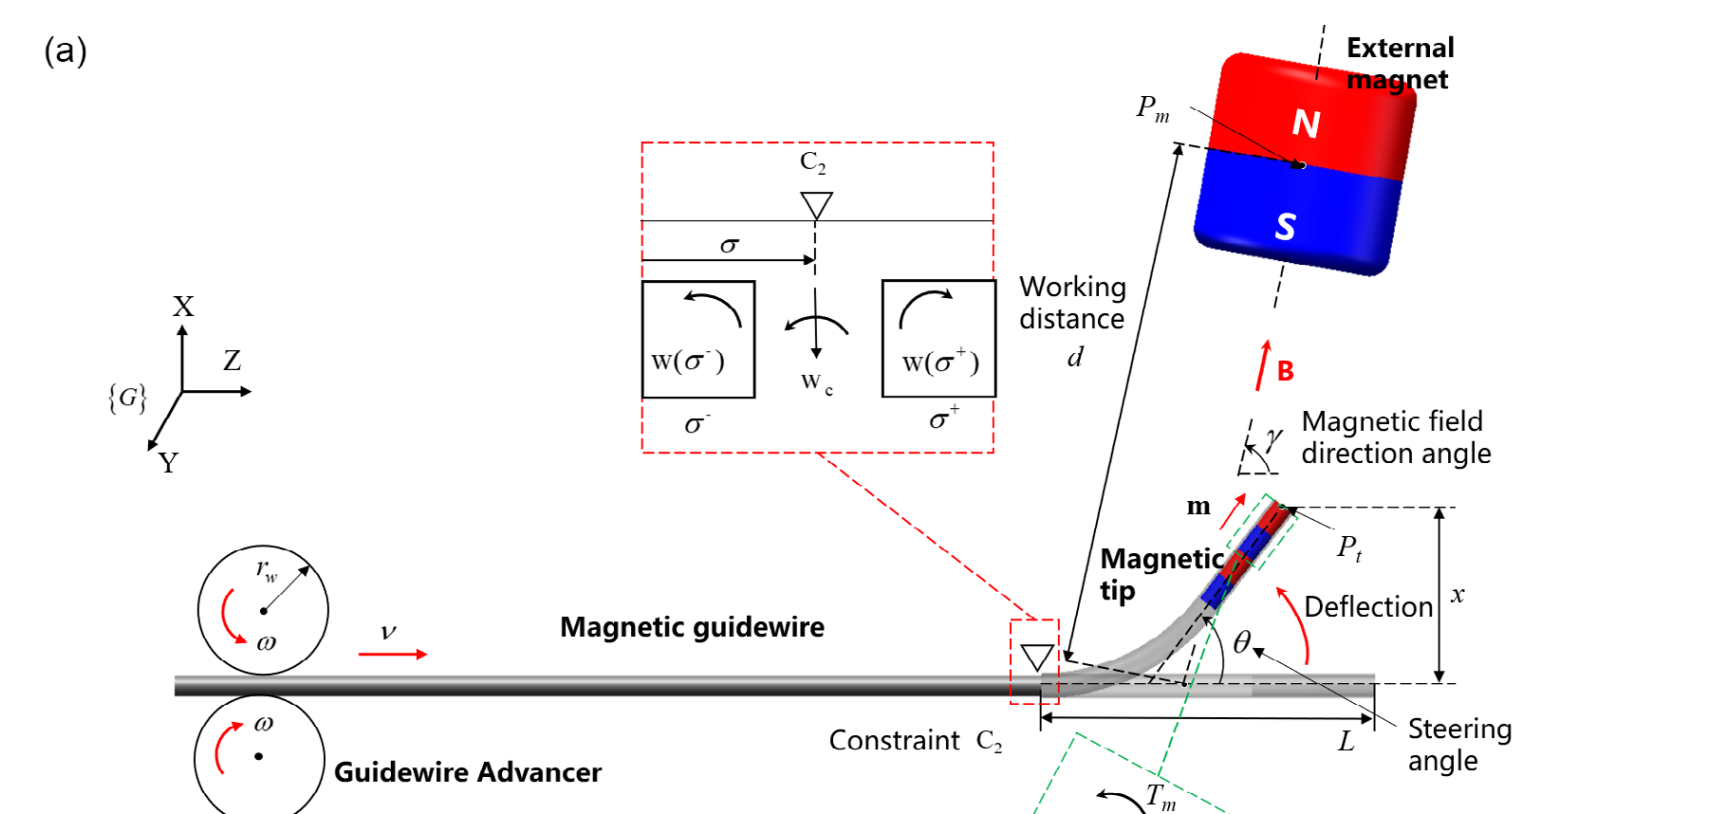 (a)
External
magnet
N
S
P_m
C₂
σ
w(σ⁻)
w_c
w(σ⁺)
σ⁻
σ⁺
Working
distance
d
X
Z
{G}
Y
B
γ
Magnetic field
direction angle
m
P_t
Magnetic
tip
Deflection
x
θ
r_w
ω
ν
Magnetic guidewire
ω
Guidewire Advancer
Constraint C₂
L
Steering
angle
T_m